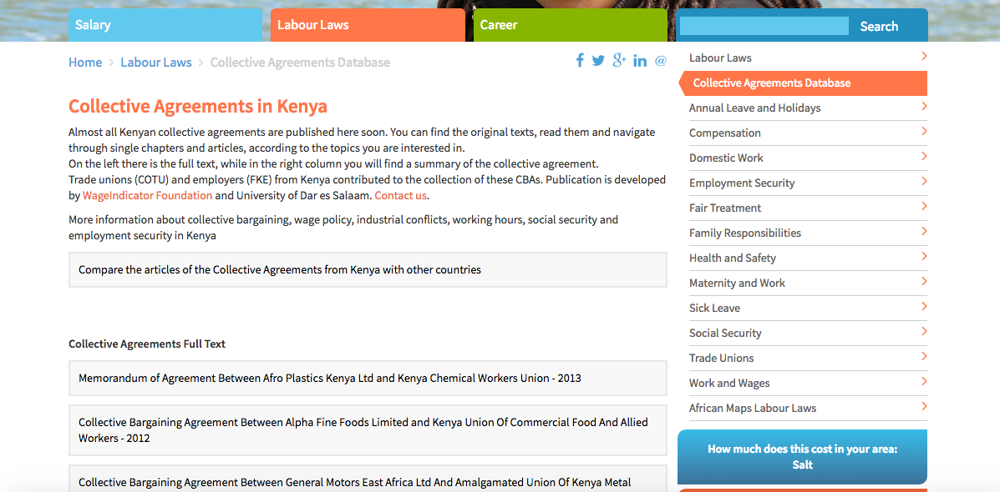 Salary
Labour Laws
Career
Search
Home > Labour Laws > Collective Agreements Database
Collective Agreements in Kenya
Almost all Kenyan collective agreements are published here soon. You can find the original texts, read them and navigate
through single chapters and articles, according to the topics you are interested in.
On the left there is the full text, while in the right column you will find a summary of the collective agreement.
Trade unions (COTU) and employers (FKE) from Kenya contributed to the collection of these CBAs. Publication is developed
by WageIndicator Foundation and University of Dar es Salaam. Contact us.
More information about collective bargaining, wage policy, industrial conflicts, working hours, social security and
employment security in Kenya
Compare the articles of the Collective Agreements from Kenya with other countries
Collective Agreements Full Text
Memorandum of Agreement Between Afro Plastics Kenya Ltd and Kenya Chemical Workers Union - 2013
Collective Bargaining Agreement Between Alpha Fine Foods Limited and Kenya Union Of Commercial Food And Allied
Workers - 2012
Collective Bargaining Agreement Between General Motors East Africa Ltd And Amalgamated Union Of Kenya Metal
Labour Laws
Collective Agreements Database
Annual Leave and Holidays
Compensation
Domestic Work
Employment Security
Fair Treatment
Family Responsibilities
Health and Safety
Maternity and Work
Sick Leave
Social Security
Trade Unions
Work and Wages
African Maps Labour Laws
How much does this cost in your area:
Salt